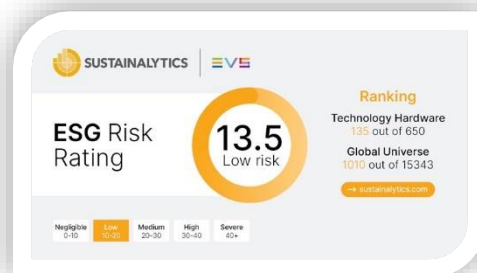 SUSTAINALYTICS
EVS
ESG Risk
Rating
13.5
Low risk
Ranking
Technology Hardware
135 out of 650
Global Universe
1010 out of 15343
→ sustainalytics.com
Negligible
0-10
Low
10-20
Medium
20-30
High
30-40
Severe
40+